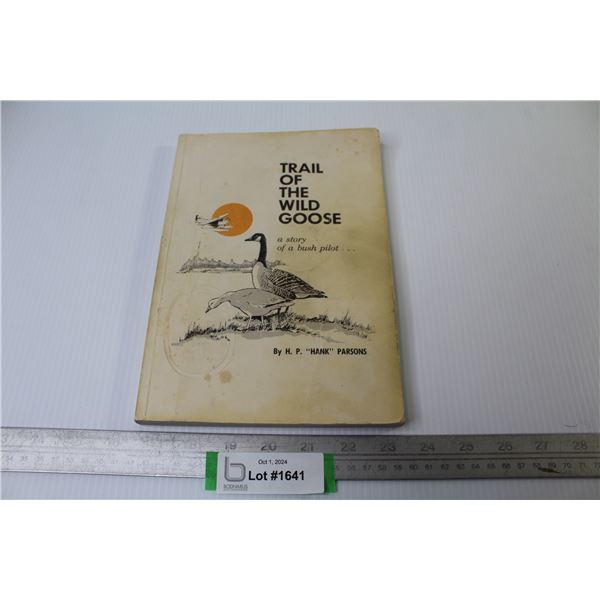 TRAIL
OF
THE
WILD
GOOSE
a story
of a bush pilot . . .
By H. P. "HANK" PARSONS
19 20 21 22 23 24 25 26 27 28
Oct 1, 2024
Lot #1641
b
BODNARUS